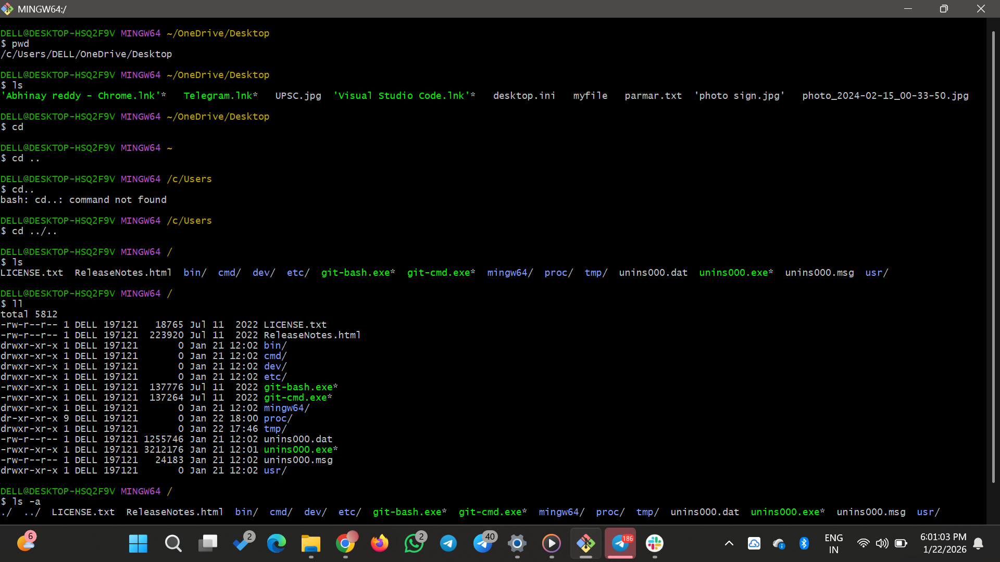 MINGW64:/
DELL@DESKTOP-HSQ2F9V MINGW64 ~/OneDrive/Desktop
$ pwd
/c/Users/DELL/OneDrive/Desktop
DELL@DESKTOP-HSQ2F9V MINGW64 ~/OneDrive/Desktop
$ ls
'Abhinay reddy - Chrome.lnk'*   Telegram.lnk*   UPSC.jpg  'Visual Studio Code.lnk'*   desktop.ini   myfile   parmar.txt  'photo sign.jpg'   photo_2024-02-15_00-33-50.jpg
DELL@DESKTOP-HSQ2F9V MINGW64 ~/OneDrive/Desktop
$ cd
DELL@DESKTOP-HSQ2F9V MINGW64 ~
$ cd ..
DELL@DESKTOP-HSQ2F9V MINGW64 /c/Users
$ cd..
bash: cd..: command not found
DELL@DESKTOP-HSQ2F9V MINGW64 /c/Users
$ cd ../..
DELL@DESKTOP-HSQ2F9V MINGW64 /
$ ls
LICENSE.txt  ReleaseNotes.html  bin/  cmd/  dev/  etc/  git-bash.exe*  git-cmd.exe*  mingw64/  proc/  tmp/  unins000.dat  unins000.exe*  unins000.msg  usr/
DELL@DESKTOP-HSQ2F9V MINGW64 /
$ ll
total 5812
-rw-r--r-- 1 DELL 197121   18765 Jul 11  2022 LICENSE.txt
-rw-r--r-- 1 DELL 197121  223920 Jul 11  2022 ReleaseNotes.html
drwxr-xr-x 1 DELL 197121       0 Jan 21 12:02 bin/
drwxr-xr-x 1 DELL 197121       0 Jan 21 12:02 cmd/
drwxr-xr-x 1 DELL 197121       0 Jan 21 12:02 dev/
drwxr-xr-x 1 DELL 197121       0 Jan 21 12:02 etc/
-rwxr-xr-x 1 DELL 197121  137776 Jul 11  2022 git-bash.exe*
-rwxr-xr-x 1 DELL 197121  137264 Jul 11  2022 git-cmd.exe*
drwxr-xr-x 1 DELL 197121       0 Jan 21 12:02 mingw64/
dr-xr-xr-x 9 DELL 197121       0 Jan 22 18:00 proc/
drwxr-xr-x 1 DELL 197121       0 Jan 22 17:46 tmp/
-rw-r--r-- 1 DELL 197121 1255746 Jan 21 12:02 unins000.dat
-rwxr-xr-x 1 DELL 197121 3212176 Jan 21 12:01 unins000.exe*
-rw-r--r-- 1 DELL 197121   24183 Jan 21 12:02 unins000.msg
drwxr-xr-x 1 DELL 197121       0 Jan 21 12:02 usr/
DELL@DESKTOP-HSQ2F9V MINGW64 /
$ ls -a
./  ../  LICENSE.txt  ReleaseNotes.html  bin/  cmd/  dev/  etc/  git-bash.exe*  git-cmd.exe*  mingw64/  proc/  tmp/  unins000.dat  unins000.exe*  unins000.msg  usr/
6 2 2 40 186 ENG 6:01:03 PM
IN 1/22/2026